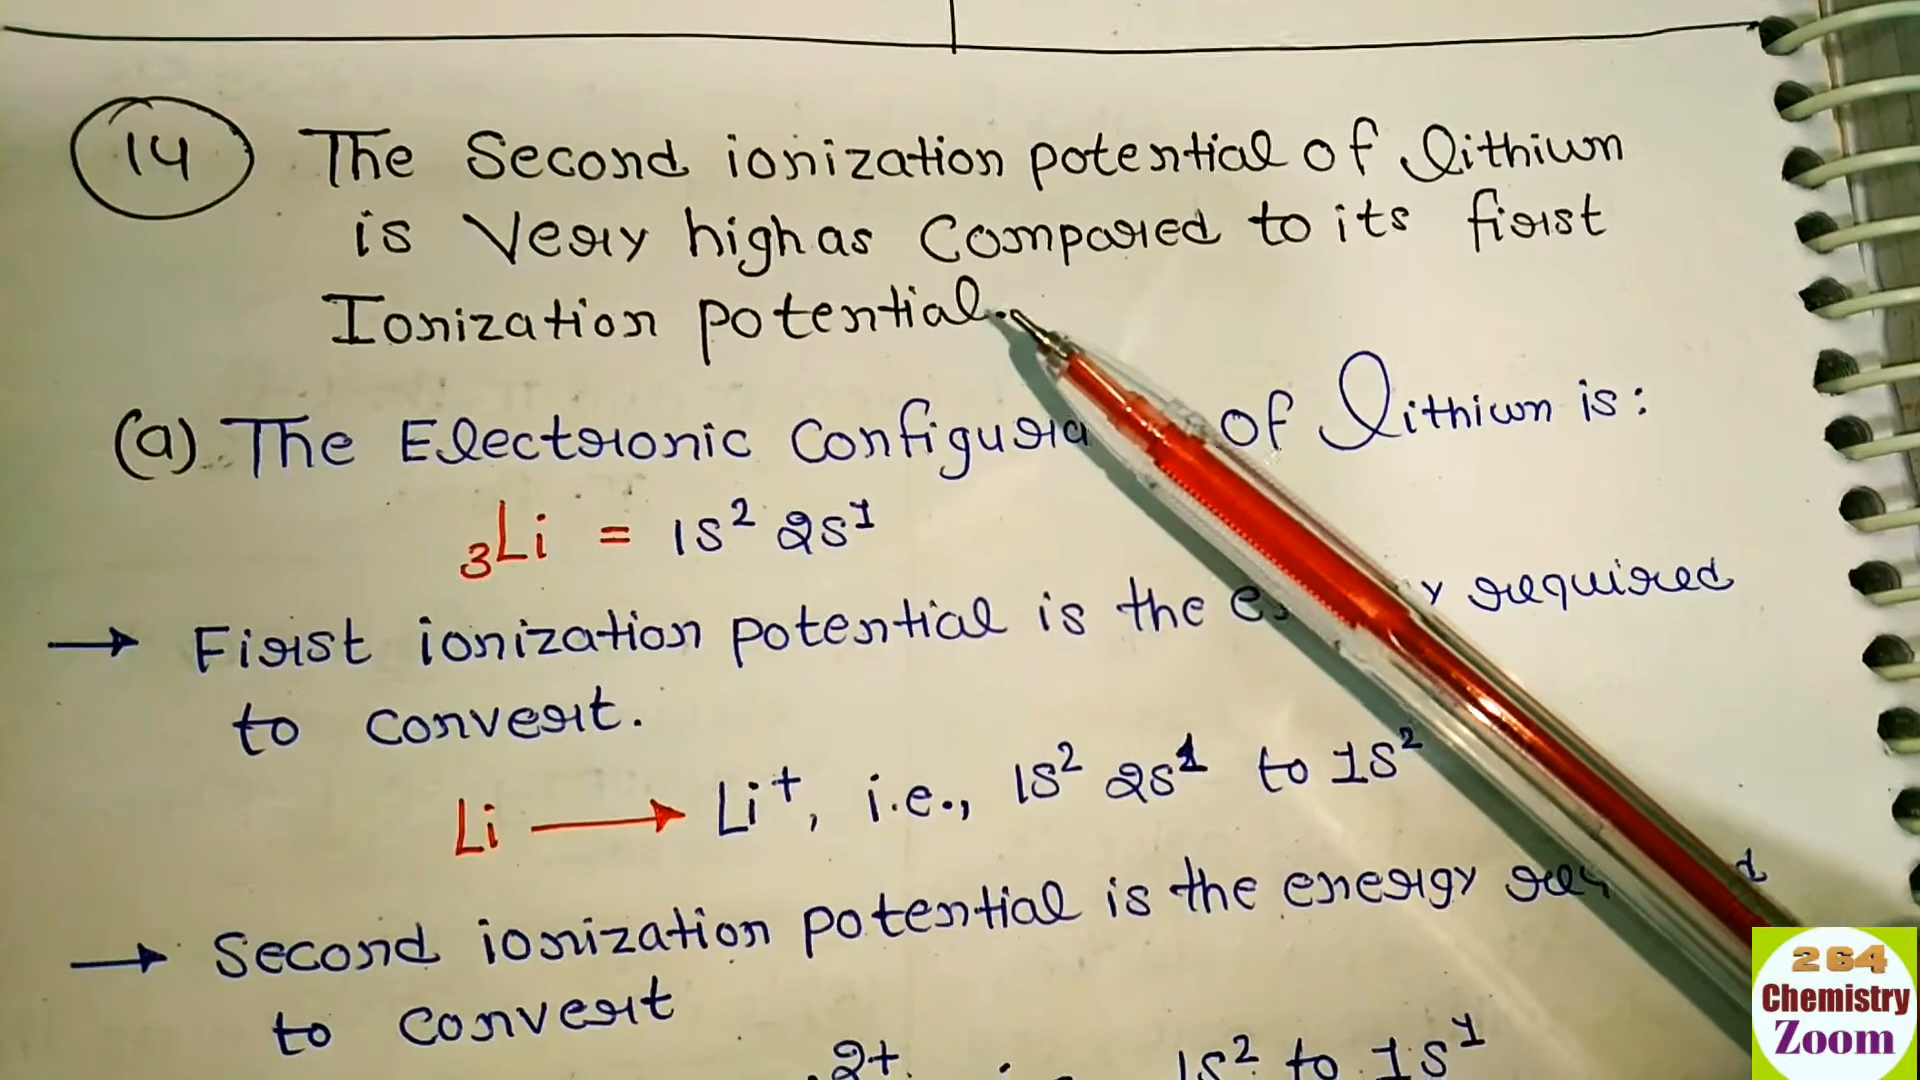 14 The Second ionization potential of lithium
is Very high as Compared to its first
Ionization potential.
(a) The Electronic Configura of lithium is:
₃Li = 1s² 2s¹
→ First ionization potential is the required
to convert.
Li → Li⁺, i.e., 1s² 2s¹ to 1s²
→ Second ionization potential is the energy
to convert
2+ 1s² to 1s¹
264
Chemistry
Zoom